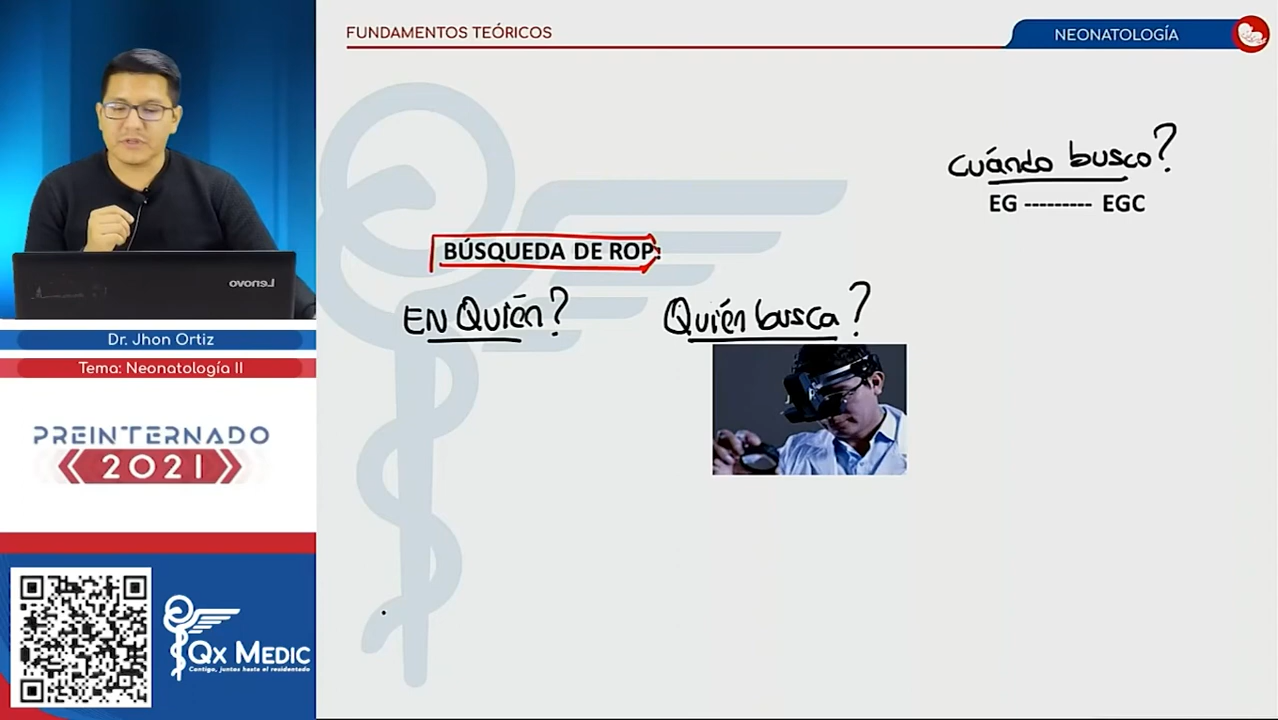 FUNDAMENTOS TEÓRICOS
NEONATOLOGÍA
cuándo busco?
EG --------- EGC
BÚSQUEDA DE ROP:
EN Quién?
Quién busca?
Lenovo
Dr. Jhon Ortiz
Tema: Neonatología II
PREINTERNADO
2021
Qx MEDIC
Contigo, juntos hasta el residentado